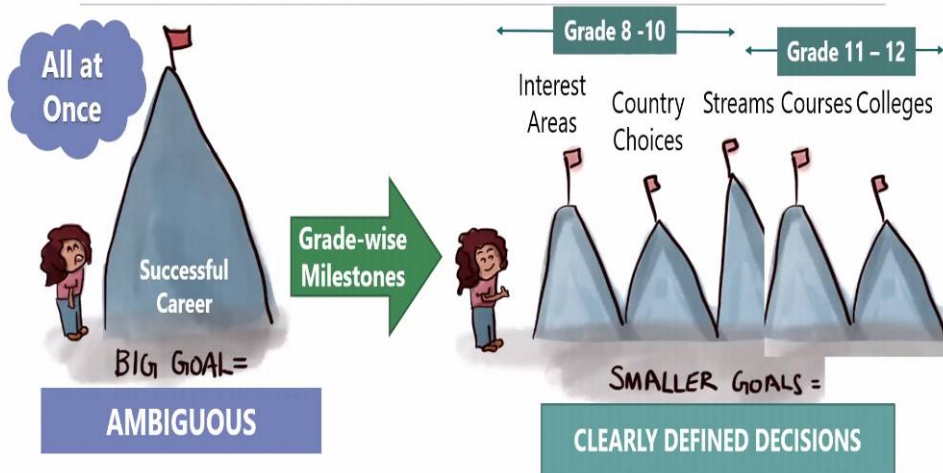 All at
Once
Successful
Career
BIG GOAL=
AMBIGUOUS
Grade-wise
Milestones
Grade 8 -10
Grade 11 – 12
Interest
Areas
Country
Choices
Streams
Courses
Colleges
SMALLER GOALS =
CLEARLY DEFINED DECISIONS